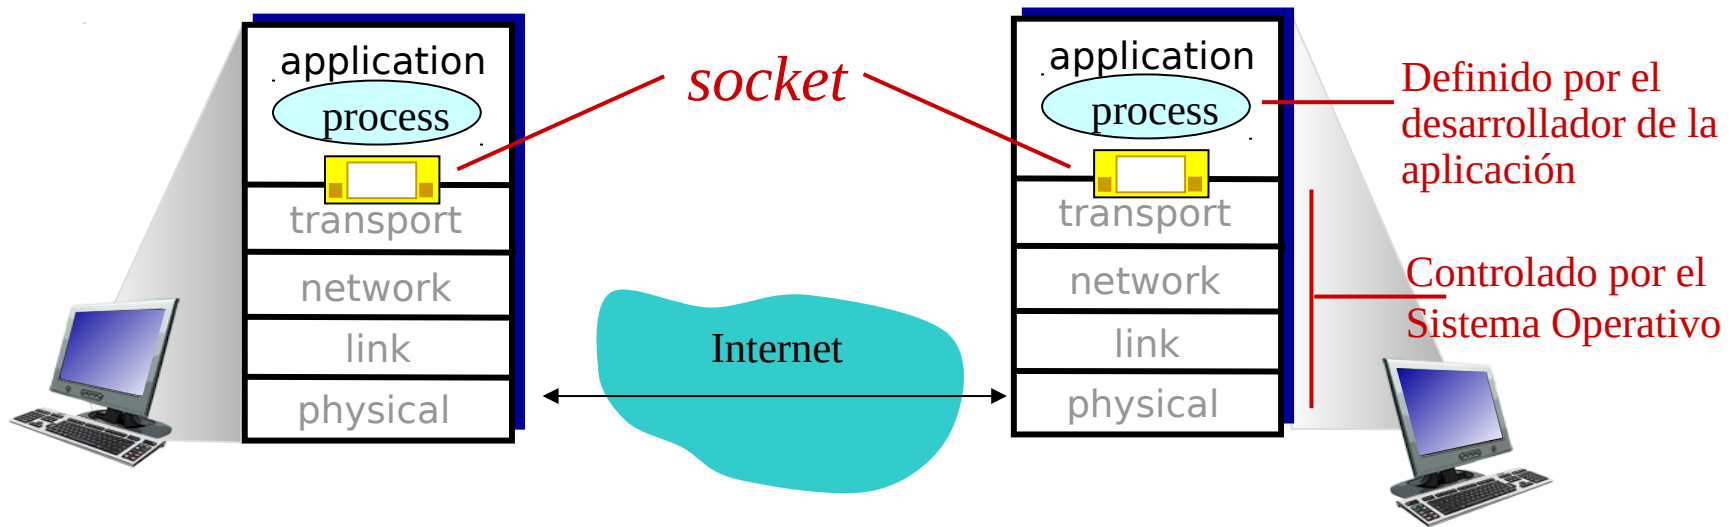 application
process
transport
network
link
physical
socket
Internet
application
process
transport
network
link
physical
Definido por el
desarrollador de la
aplicación
Controlado por el
Sistema Operativo